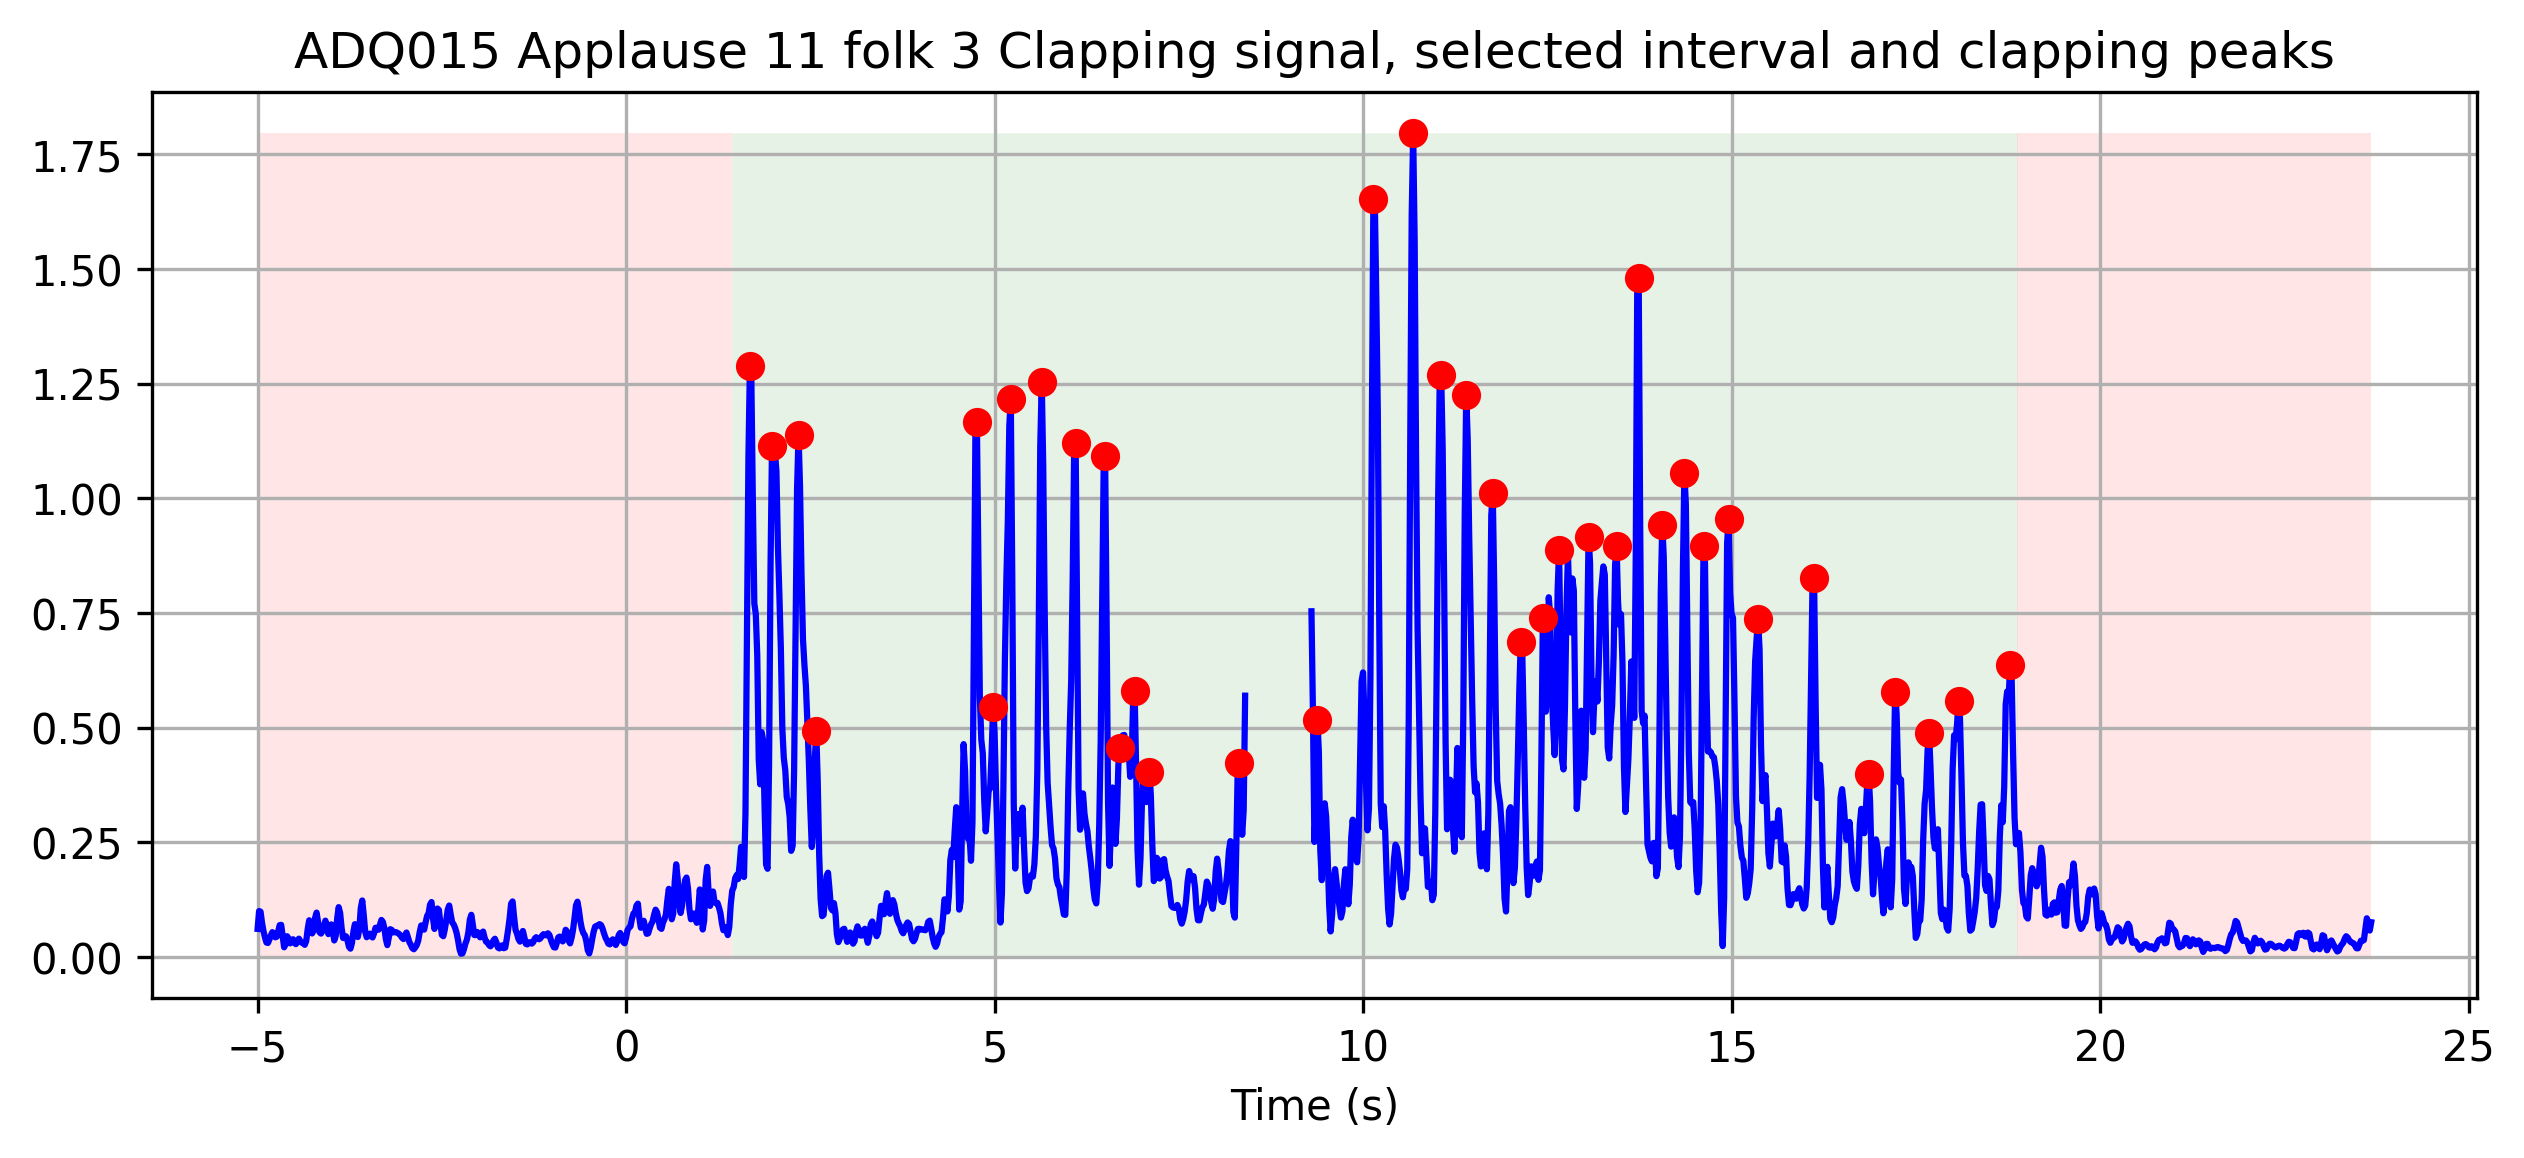 ADQ015 Applause 11 folk 3 Clapping signal, selected interval and clapping peaks
1.75
1.50
1.25
1.00
0.75
0.50
0.25
0.00
−5 0 5 10 15 20 25
Time (s)